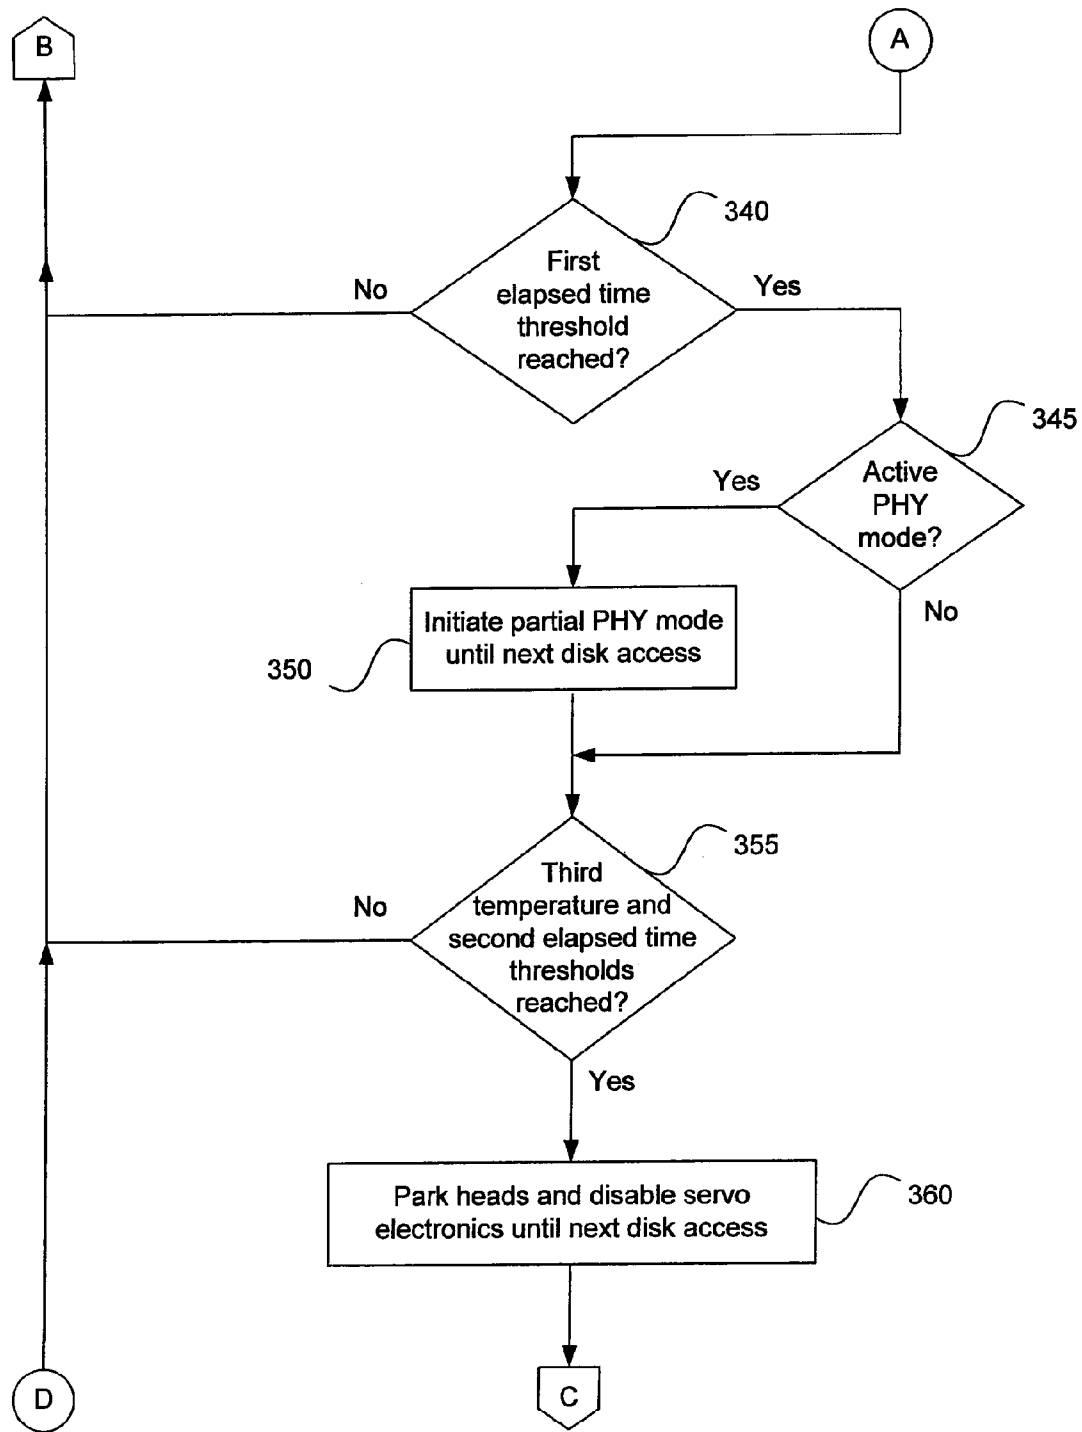 B
A
340
First
elapsed time
threshold
reached?
No
Yes
345
Active
PHY
mode?
Yes
No
Initiate partial PHY mode
until next disk access
350
355
Third
temperature and
second elapsed time
thresholds
reached?
No
Yes
Park heads and disable servo
electronics until next disk access
360
D
C